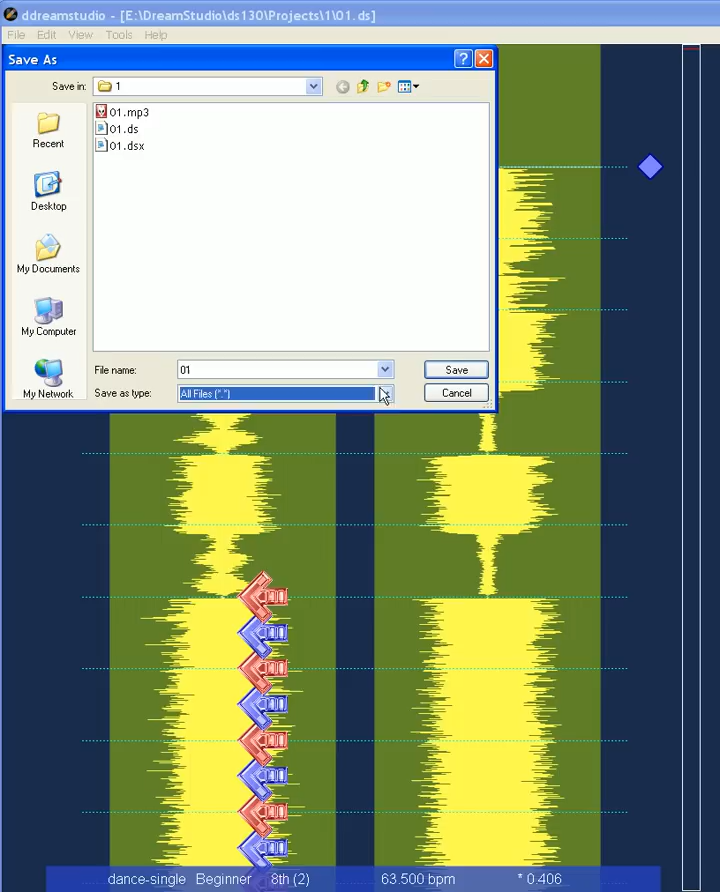 ddreamstudio - [E:\DreamStudio\ds130\Projects\1\01.ds]
File Edit View Tools Help
Save As
Save in: 1
01.mp3
01.ds
01.dsx
Recent
Desktop
My Documents
My Computer
My Network
File name: 01 Save
Save as type: All Files (*.*) Cancel
dance-single Beginner 8th (2) 63.500 bpm * 0.406